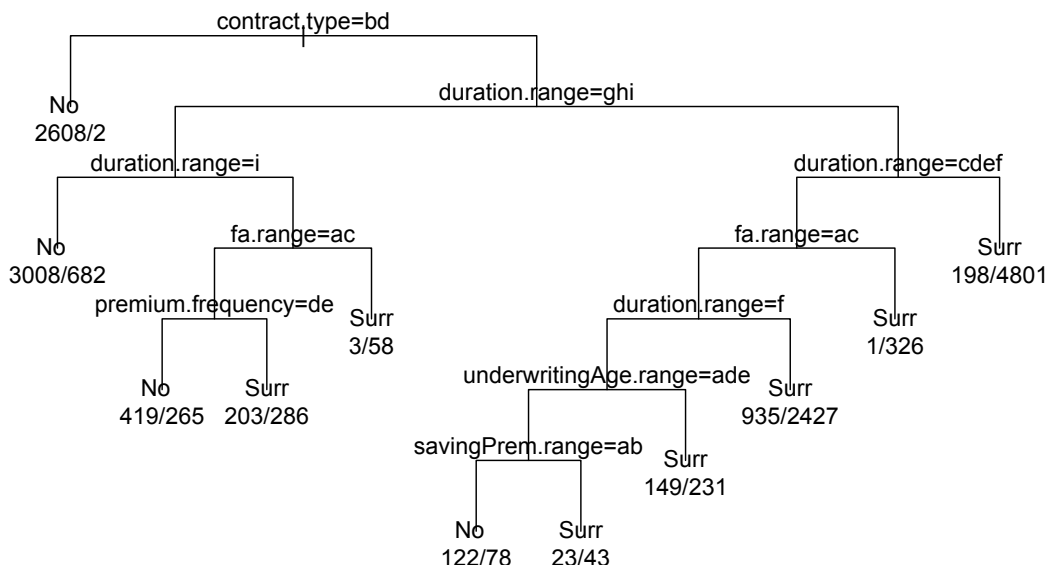 contract.type=bd
duration.range=ghi
No
2608/2
duration.range=i
duration.range=cdef
No
3008/682
fa.range=ac
fa.range=ac
Surr
198/4801
premium.frequency=de
Surr
3/58
duration.range=f
Surr
1/326
No
419/265
Surr
203/286
underwritingAge.range=ade
Surr
935/2427
savingPrem.range=ab
Surr
149/231
No
122/78
Surr
23/43